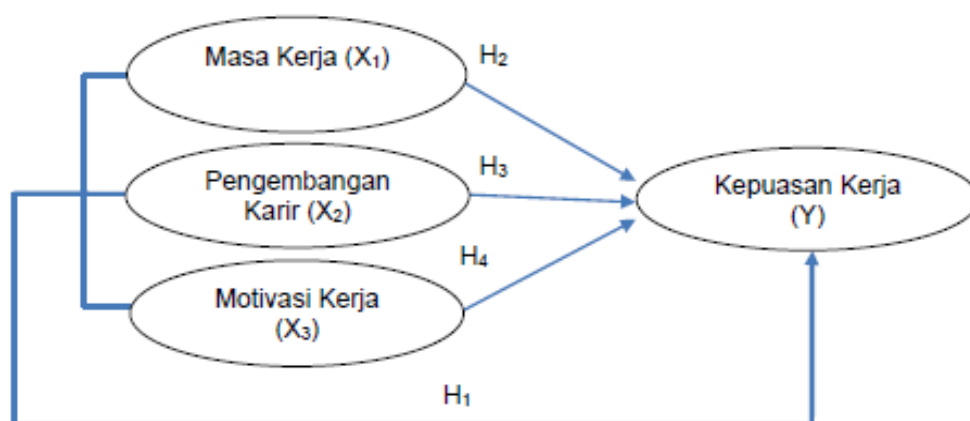 Masa Kerja (X₁)
H₂
Pengembangan
Karir (X₂)
H₃
Kepuasan Kerja
(Y)
H₄
Motivasi Kerja
(X₃)
H₁